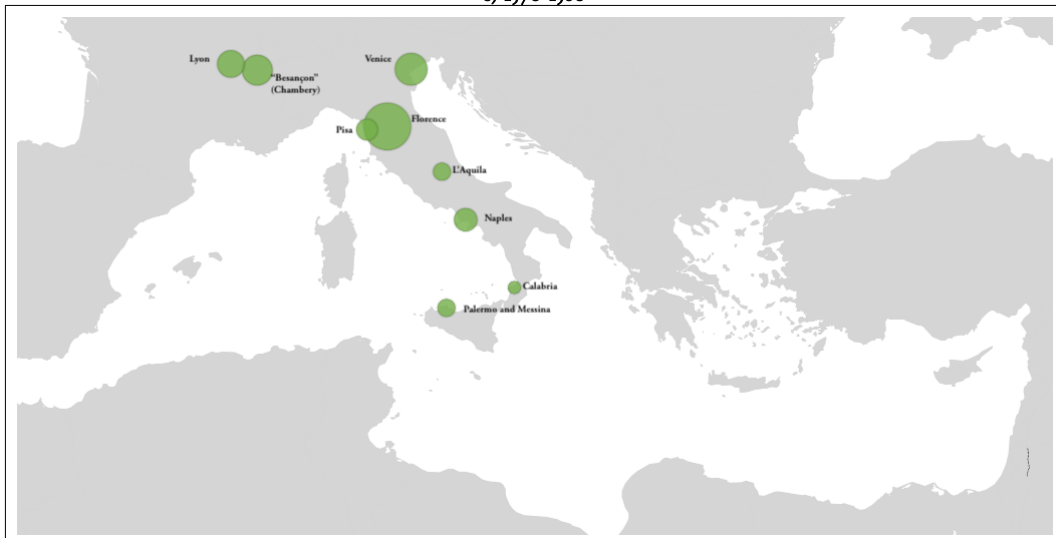 Lyon
"Besançon"
(Chambery)
Venice
Florence
Pisa
L'Aquila
Naples
Calabria
Palermo and Messina